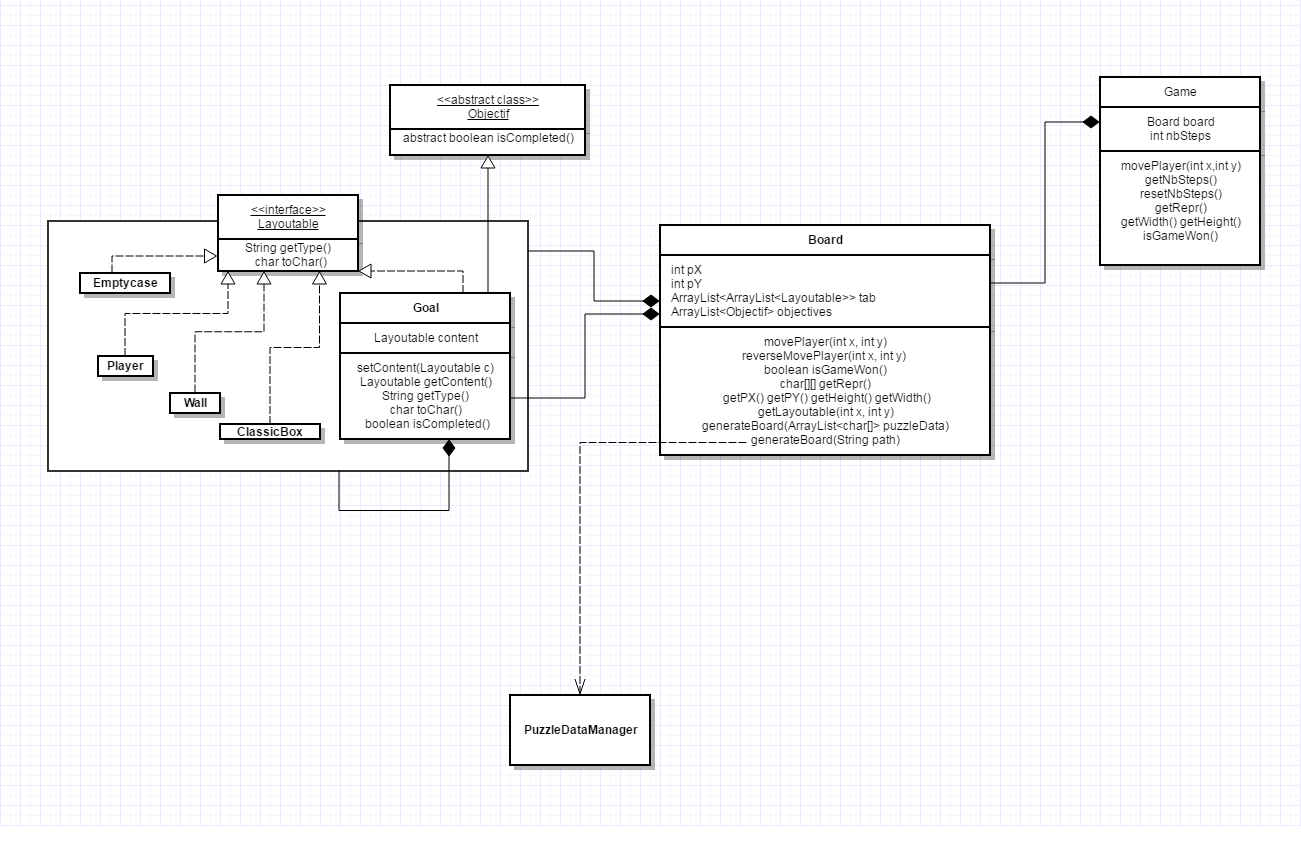 <<abstract class>>
Objectif
abstract boolean isCompleted()
Game
Board board
int nbSteps
movePlayer(int x,int y)
getNbSteps()
resetNbSteps()
getRepr()
getWidth() getHeight()
isGameWon()
<<interface>>
Layoutable
String getType()
char toChar()
Emptycase
Player
Wall
ClassicBox
Goal
Layoutable content
setContent(Layoutable c)
Layoutable getContent()
String getType()
char toChar()
boolean isCompleted()
Board
int pX
int pY
ArrayList<ArrayList<Layoutable>> tab
ArrayList<Objectif> objectives
movePlayer(int x, int y)
reverseMovePlayer(int x, int y)
boolean isGameWon()
char[][] getRepr()
getPX() getPY() getHeight() getWidth()
getLayoutable(int x, int y)
generateBoard(ArrayList<char[]> puzzleData)
generateBoard(String path)
PuzzleDataManager